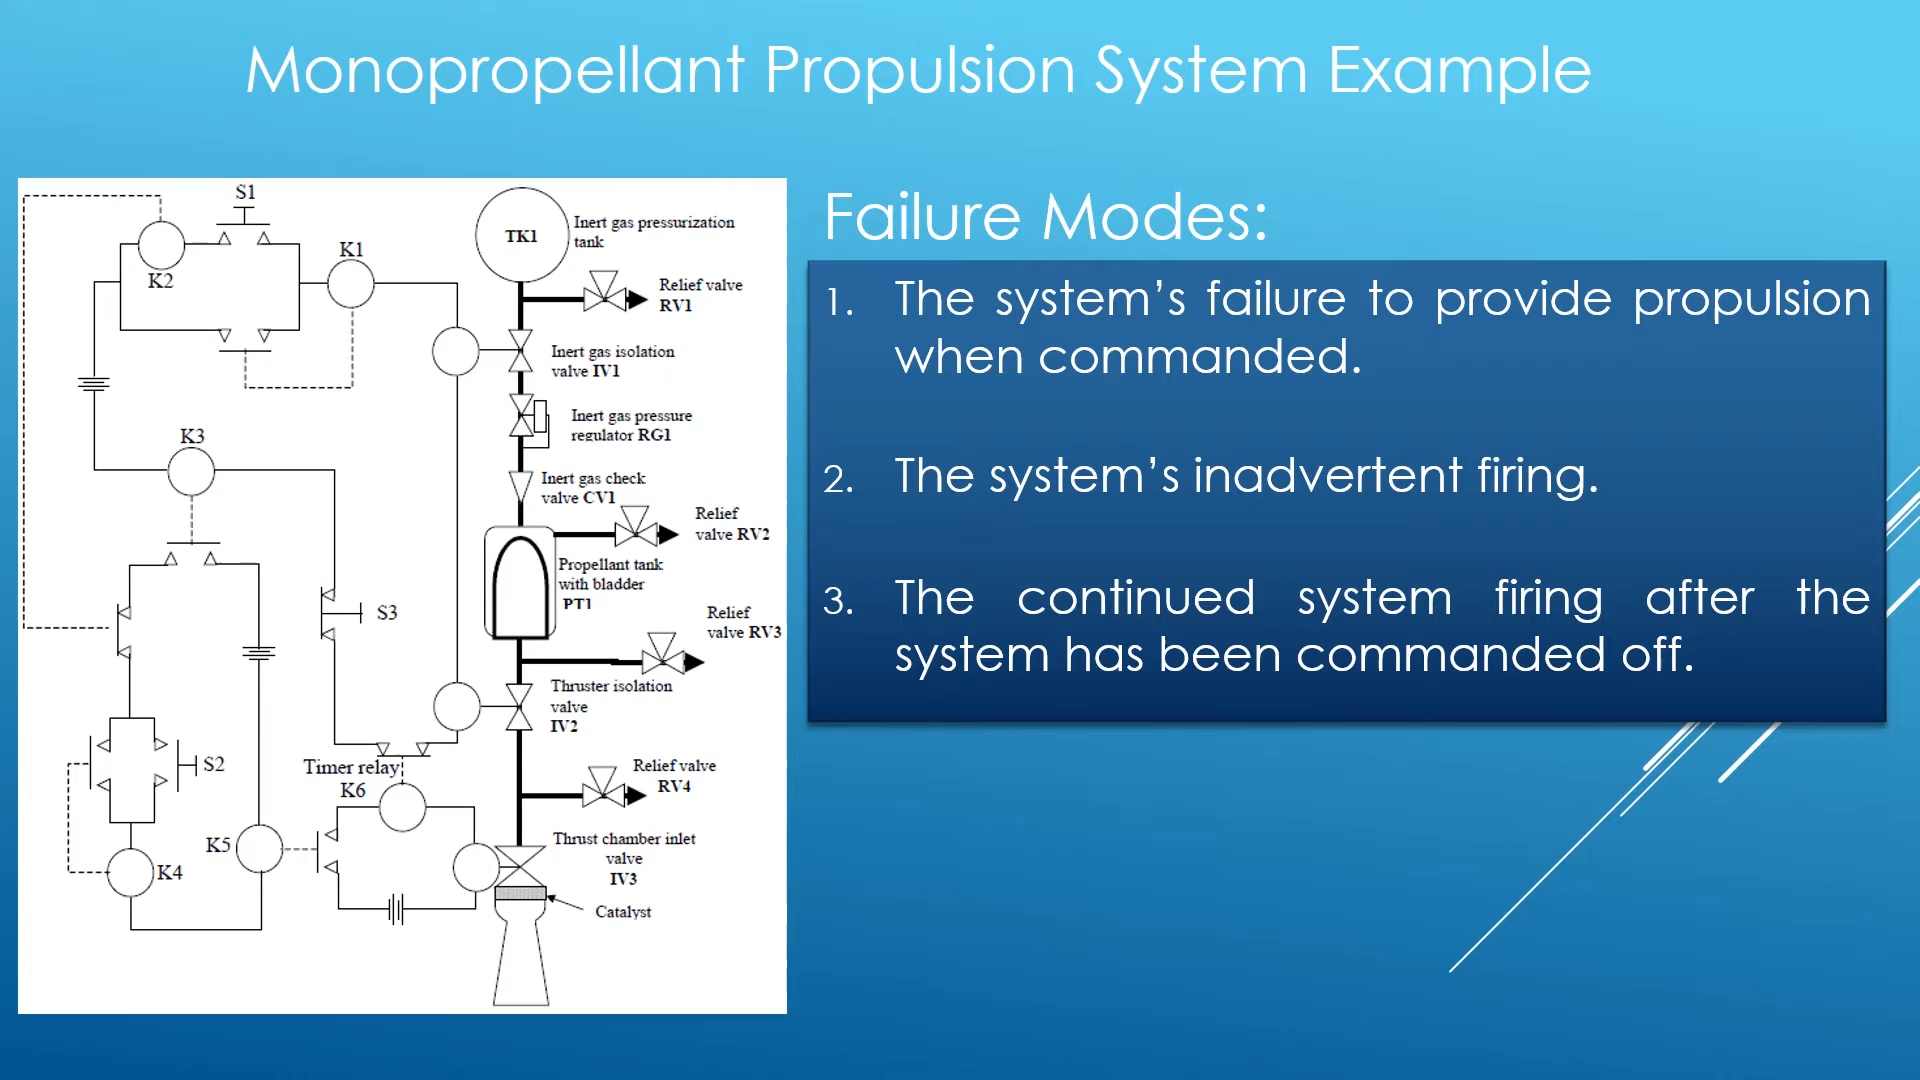 Monopropellant Propulsion System Example
S1
K1
K2
TK1
Inert gas pressurization
tank
Relief valve
RV1
Inert gas isolation
valve IV1
Inert gas pressure
regulator RG1
K3
Inert gas check
valve CV1
Relief
valve RV2
Propellant tank
with bladder
PT1
S3
Relief
valve RV3
Thruster isolation
valve
IV2
S2
Timer relay
K6
Relief valve
RV4
K5
K4
Thrust chamber inlet
valve
IV3
Catalyst
Failure Modes:
1. The system’s failure to provide propulsion
when commanded.
2. The system’s inadvertent firing.
3. The continued system firing after the
system has been commanded off.